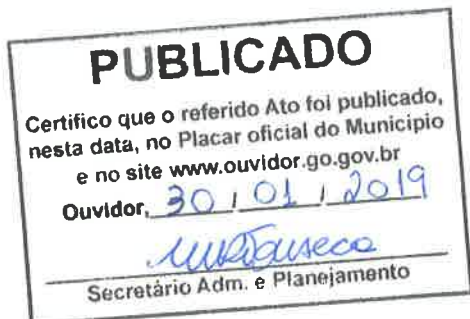 PUBLICADO
Certifico que o referido Ato foi publicado,
nesta data, no Placar oficial do Municipio
e no site www.ouvidor.go.gov.br
Ouvidor, 30 / 01 / 2019
Secretário Adm. e Planejamento